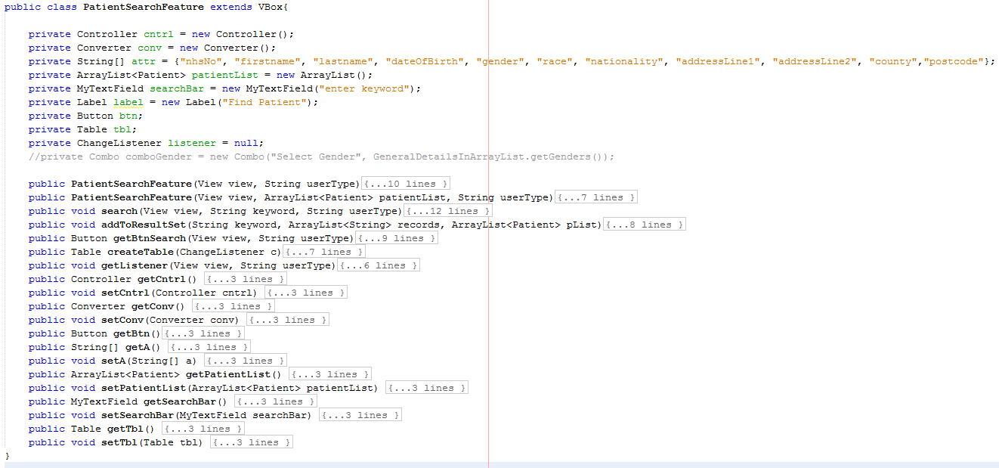 public class PatientSearchFeature extends VBox{
private Controller cntrl = new Controller();
private Converter conv = new Converter();
private String[] attr = {"nhsNo", "firstname", "lastname", "dateOfBirth", "gender", "race", "nationality", "addressLine1", "addressLine2", "county","postcode"};
private ArrayList<Patient> patientList = new ArrayList();
private MyTextField searchBar = new MyTextField("enter keyword");
private Label label = new Label("Find Patient");
private Button btn;
private Table tbl;
private ChangeListener listener = null;
//private Combo comboGender = new Combo("Select Gender", GeneralDetailsInArrayList.getGenders());
public PatientSearchFeature(View view, String userType){...10 lines }
public PatientSearchFeature(View view, ArrayList<Patient> patientList, String userType){...7 lines }
public void search(View view, String keyword, String userType){...12 lines }
public void addToResultSet(String keyword, ArrayList<String> records, ArrayList<Patient> pList){...8 lines }
public Button getBtnSearch(View view, String userType){...9 lines }
public Table createTable(ChangeListener c){...7 lines }
public void getListener(View view, String userType){...6 lines }
public Controller getCntrl() {...3 lines }
public void setCntrl(Controller cntrl) {...3 lines }
public Converter getConv() {...3 lines }
public void setConv(Converter conv) {...3 lines }
public Button getBtn(){...3 lines }
public String[] getA() {...3 lines }
public void setA(String[] a) {...3 lines }
public ArrayList<Patient> getPatientList() {...3 lines }
public void setPatientList(ArrayList<Patient> patientList) {...3 lines }
public MyTextField getSearchBar() {...3 lines }
public void setSearchBar(MyTextField searchBar) {...3 lines }
public Table getTbl() {...3 lines }
public void setTbl(Table tbl) {...3 lines }
}